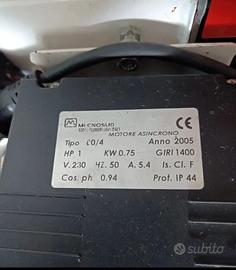 MECNOSUD
MOTORE ASINCRONO
Tipo 80/4 Anno 2005
HP 1 KW 0.75 GIRI 1400
V. 230 HZ. 50 A. 5.4 Is. Cl. F
Cos. ph 0.94 Prot. IP 44
subito